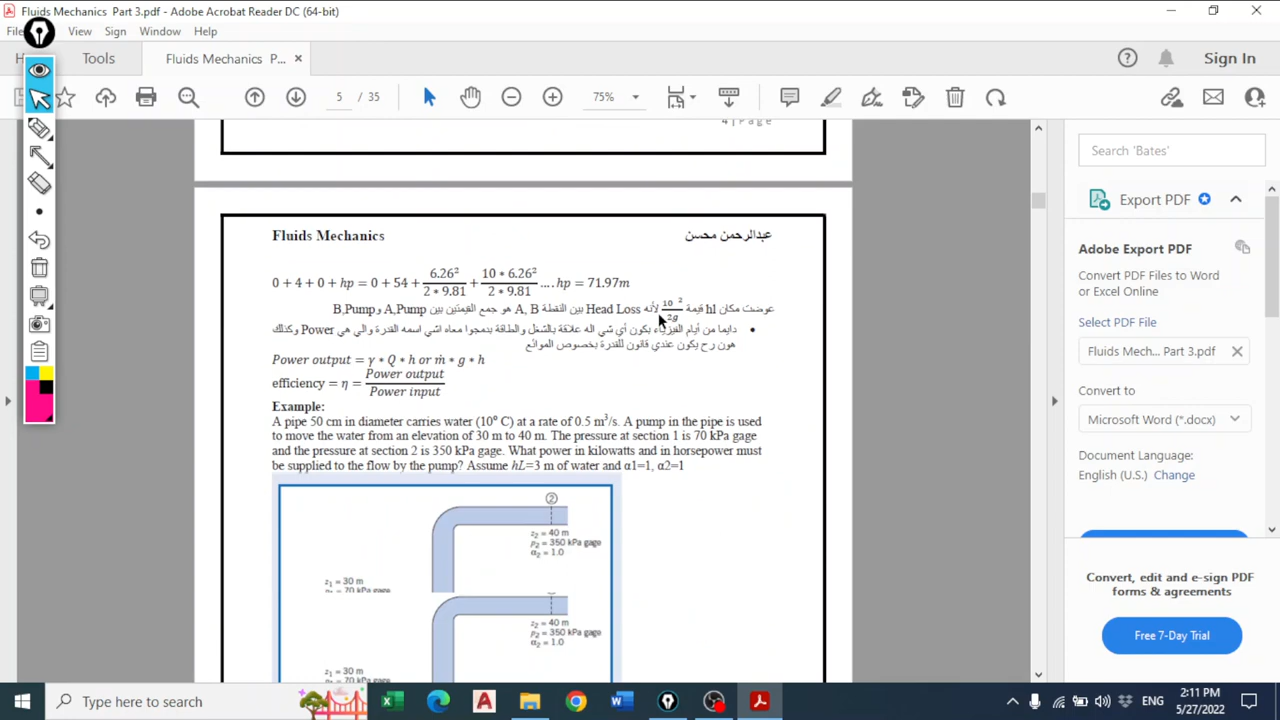 Fluids Mechanics Part 3.pdf - Adobe Acrobat Reader DC (64-bit)
File View Sign Window Help
Tools Fluids Mechanics P... × Sign In
5 / 35 75%
4 | P a g e
Search 'Bates'
Export PDF
Adobe Export PDF
Convert PDF Files to Word
or Excel Online
Select PDF File
Fluids Mech... Part 3.pdf
Convert to
Microsoft Word (*.docx)
Document Language:
English (U.S.) Change
Convert, edit and e-sign PDF
forms & agreements
Free 7-Day Trial
Fluids Mechanics عبدالرحمن محسن
0 + 4 + 0 + hp = 0 + 54 + 6.26²/2 * 9.81 + 10 * 6.26²/2 * 9.81 .... hp = 71.97m
عوضت مكان hl قيمة 10 ²/2g لأنه Head Loss بين النقطة A, B هو جمع القيمتين بين A,Pump و B,Pump
• دايما من أيام الفيزياء بكون أي شي اله علاقة بالشغل والطاقة بدمجوا معاه اشي اسمه القدرة والي هي Power وكذلك
هون رح يكون عندي قانون للقدرة بخصوص الموائع
Power output = γ * Q * h or ṁ * g * h
efficiency = η = Power output/Power input
Example:
A pipe 50 cm in diameter carries water (10⁰ C) at a rate of 0.5 m³/s. A pump in the pipe is used
to move the water from an elevation of 30 m to 40 m. The pressure at section 1 is 70 kPa gage
and the pressure at section 2 is 350 kPa gage. What power in kilowatts and in horsepower must
be supplied to the flow by the pump? Assume hL=3 m of water and α1=1, α2=1
②
z₂ = 40 m
p₂ = 350 kPa gage
α₂ = 1.0
z₁ = 30 m
70 kPa gage
z₂ = 40 m
p₂ = 350 kPa gage
α₂ = 1.0
z₁ = 30 m
70 kPa gage
Type here to search
ENG
2:11 PM
5/27/2022